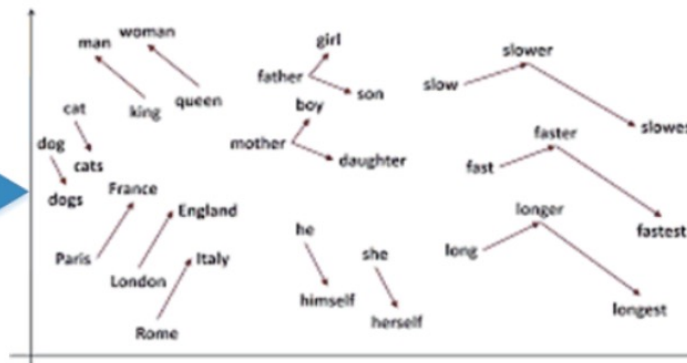 man
woman
king
queen
cat
cats
dog
dogs
France
Paris
England
London
Italy
Rome
girl
father
son
boy
mother
daughter
he
himself
she
herself
slow
slower
slowes
fast
faster
fastest
long
longer
longest